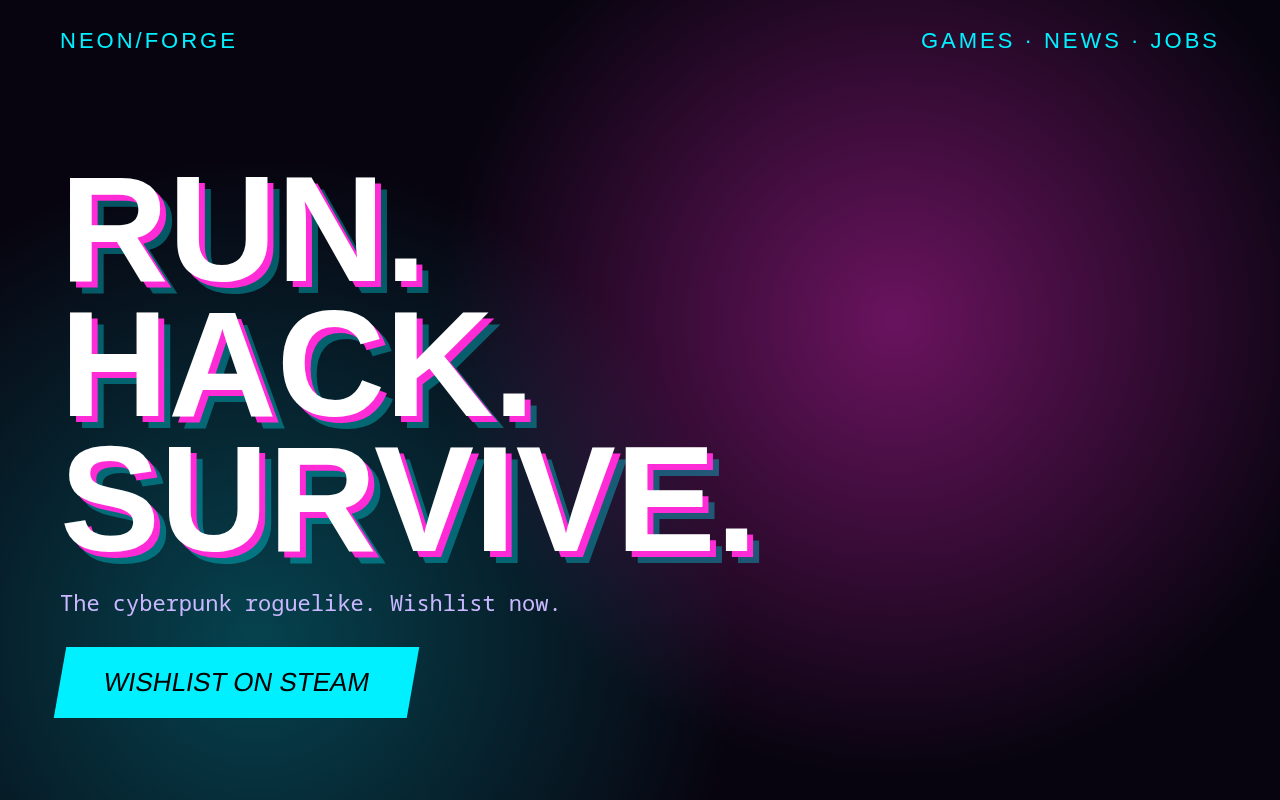 NEON/FORGE
GAMES · NEWS · JOBS
RUN.
HACK.
SURVIVE.
The cyberpunk roguelike. Wishlist now.
WISHLIST ON STEAM